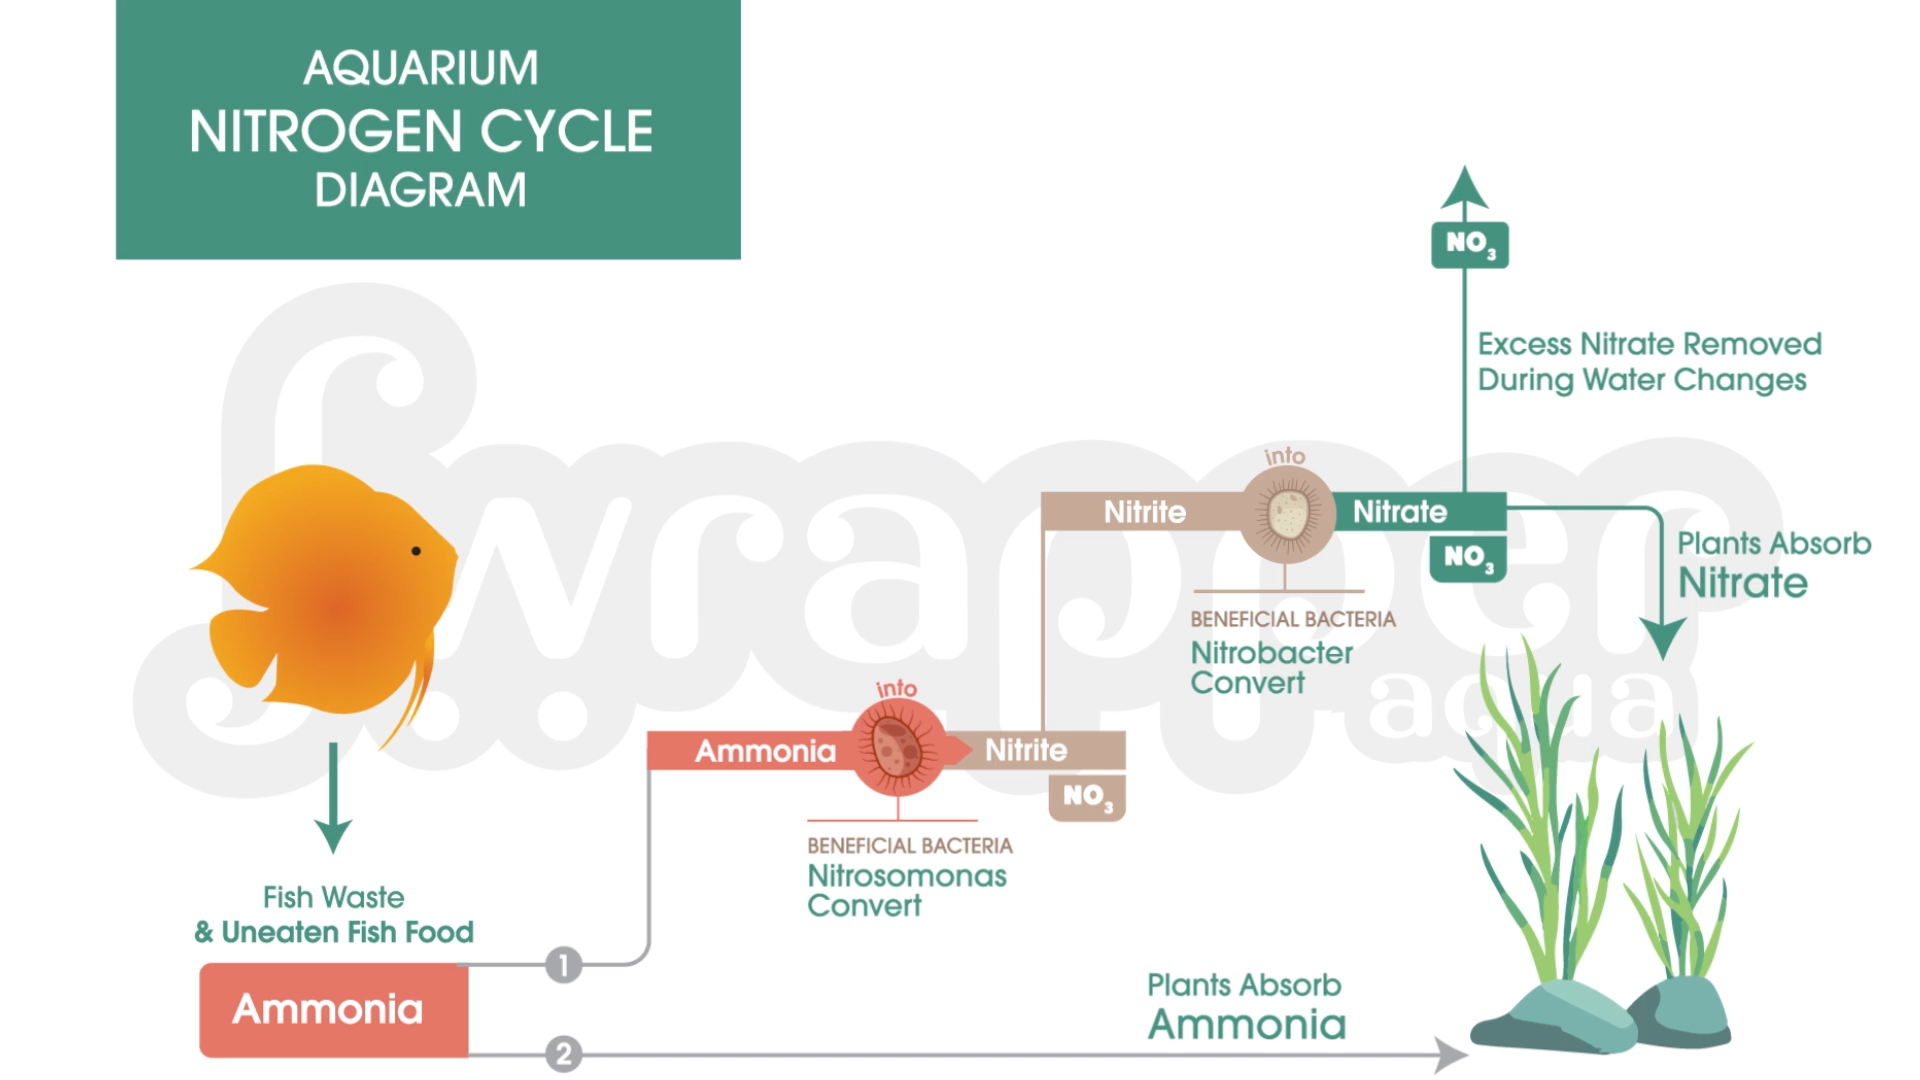 AQUARIUM
NITROGEN CYCLE
DIAGRAM
NO3
Excess Nitrate Removed
During Water Changes
into
Nitrite
Nitrate
NO3
Plants Absorb
Nitrate
BENEFICIAL BACTERIA
Nitrobacter
Convert
into
Ammonia
Nitrite
NO3
BENEFICIAL BACTERIA
Nitrosomonas
Convert
Fish Waste
& Uneaten Fish Food
Ammonia
1
2
Plants Absorb
Ammonia
wrapper
aqua